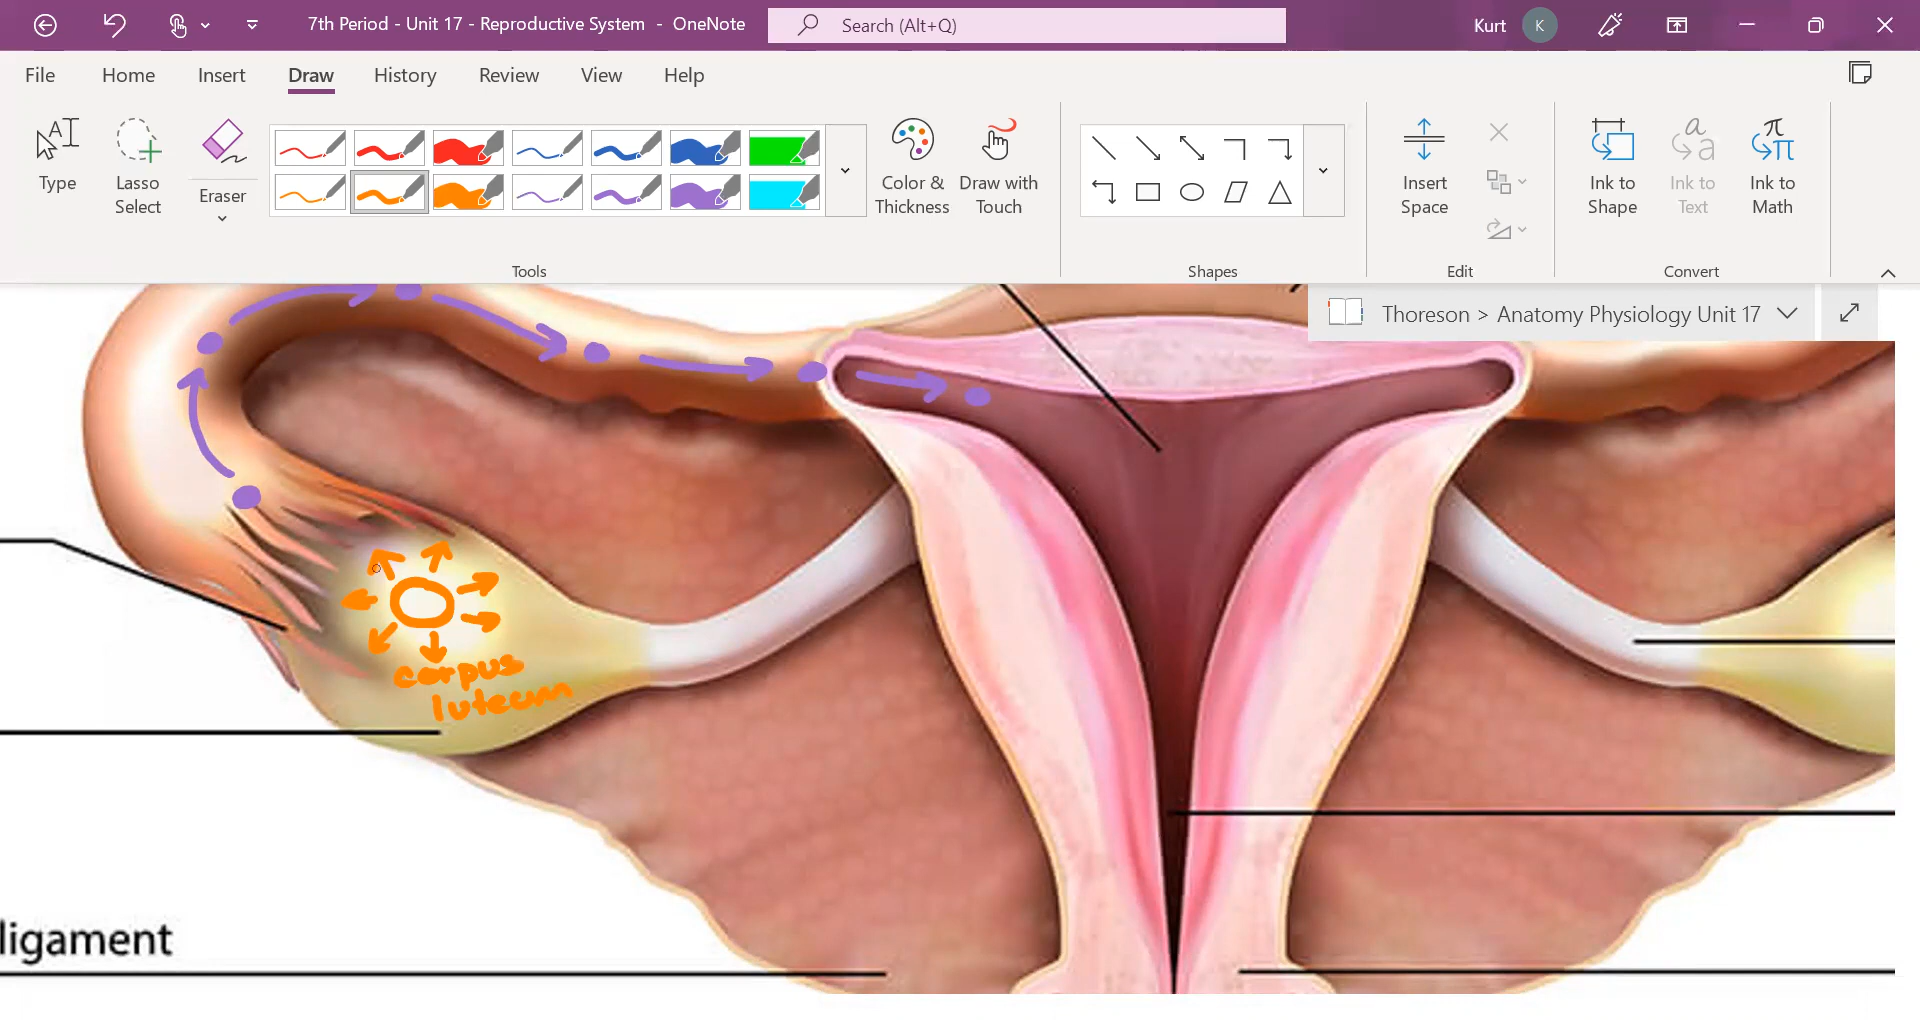 7th Period - Unit 17 - Reproductive System - OneNote
Search (Alt+Q)
Kurt
K
File Home Insert Draw History Review View Help
Type
Lasso Select
Eraser
Color & Thickness
Draw with Touch
Insert Space
Ink to Shape
Ink to Text
Ink to Math
Tools
Shapes
Edit
Convert
Thoreson > Anatomy Physiology Unit 17
corpus
luteum
ligament